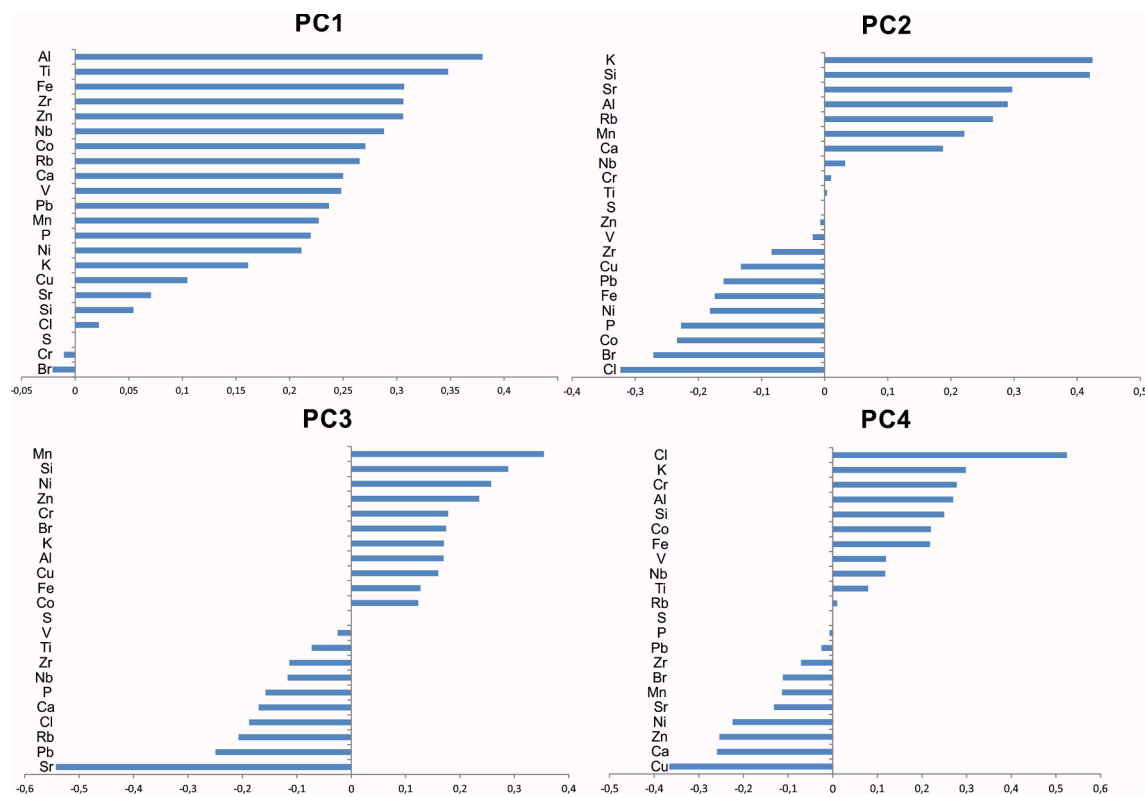 PC1
Al
Ti
Fe
Zr
Zn
Nb
Co
Rb
Ca
V
Pb
Mn
P
Ni
K
Cu
Sr
Si
Cl
S
Cr
Br
-0,05 0 0,05 0,1 0,15 0,2 0,25 0,3 0,35 0,4
PC2
K
Si
Sr
Al
Rb
Mn
Ca
Nb
Cr
Ti
S
Zn
V
Zr
Cu
Pb
Fe
Ni
P
Co
Br
Cl
-0,4 -0,3 -0,2 -0,1 0 0,1 0,2 0,3 0,4 0,5
PC3
Mn
Si
Ni
Zn
Cr
Br
K
Al
Cu
Fe
Co
S
V
Ti
Zr
Nb
P
Ca
Cl
Rb
Pb
Sr
-0,6 -0,5 -0,4 -0,3 -0,2 -0,1 0 0,1 0,2 0,3 0,4
PC4
Cl
K
Cr
Al
Si
Co
Fe
V
Nb
Ti
Rb
S
P
Pb
Zr
Br
Mn
Sr
Ni
Zn
Ca
Cu
-0,5 -0,4 -0,3 -0,2 -0,1 0 0,1 0,2 0,3 0,4 0,5 0,6